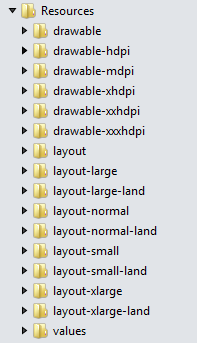 Resources
drawable
drawable-hdpi
drawable-mdpi
drawable-xhdpi
drawable-xxhdpi
drawable-xxxhdpi
layout
layout-large
layout-large-land
layout-normal
layout-normal-land
layout-small
layout-small-land
layout-xlarge
layout-xlarge-land
values